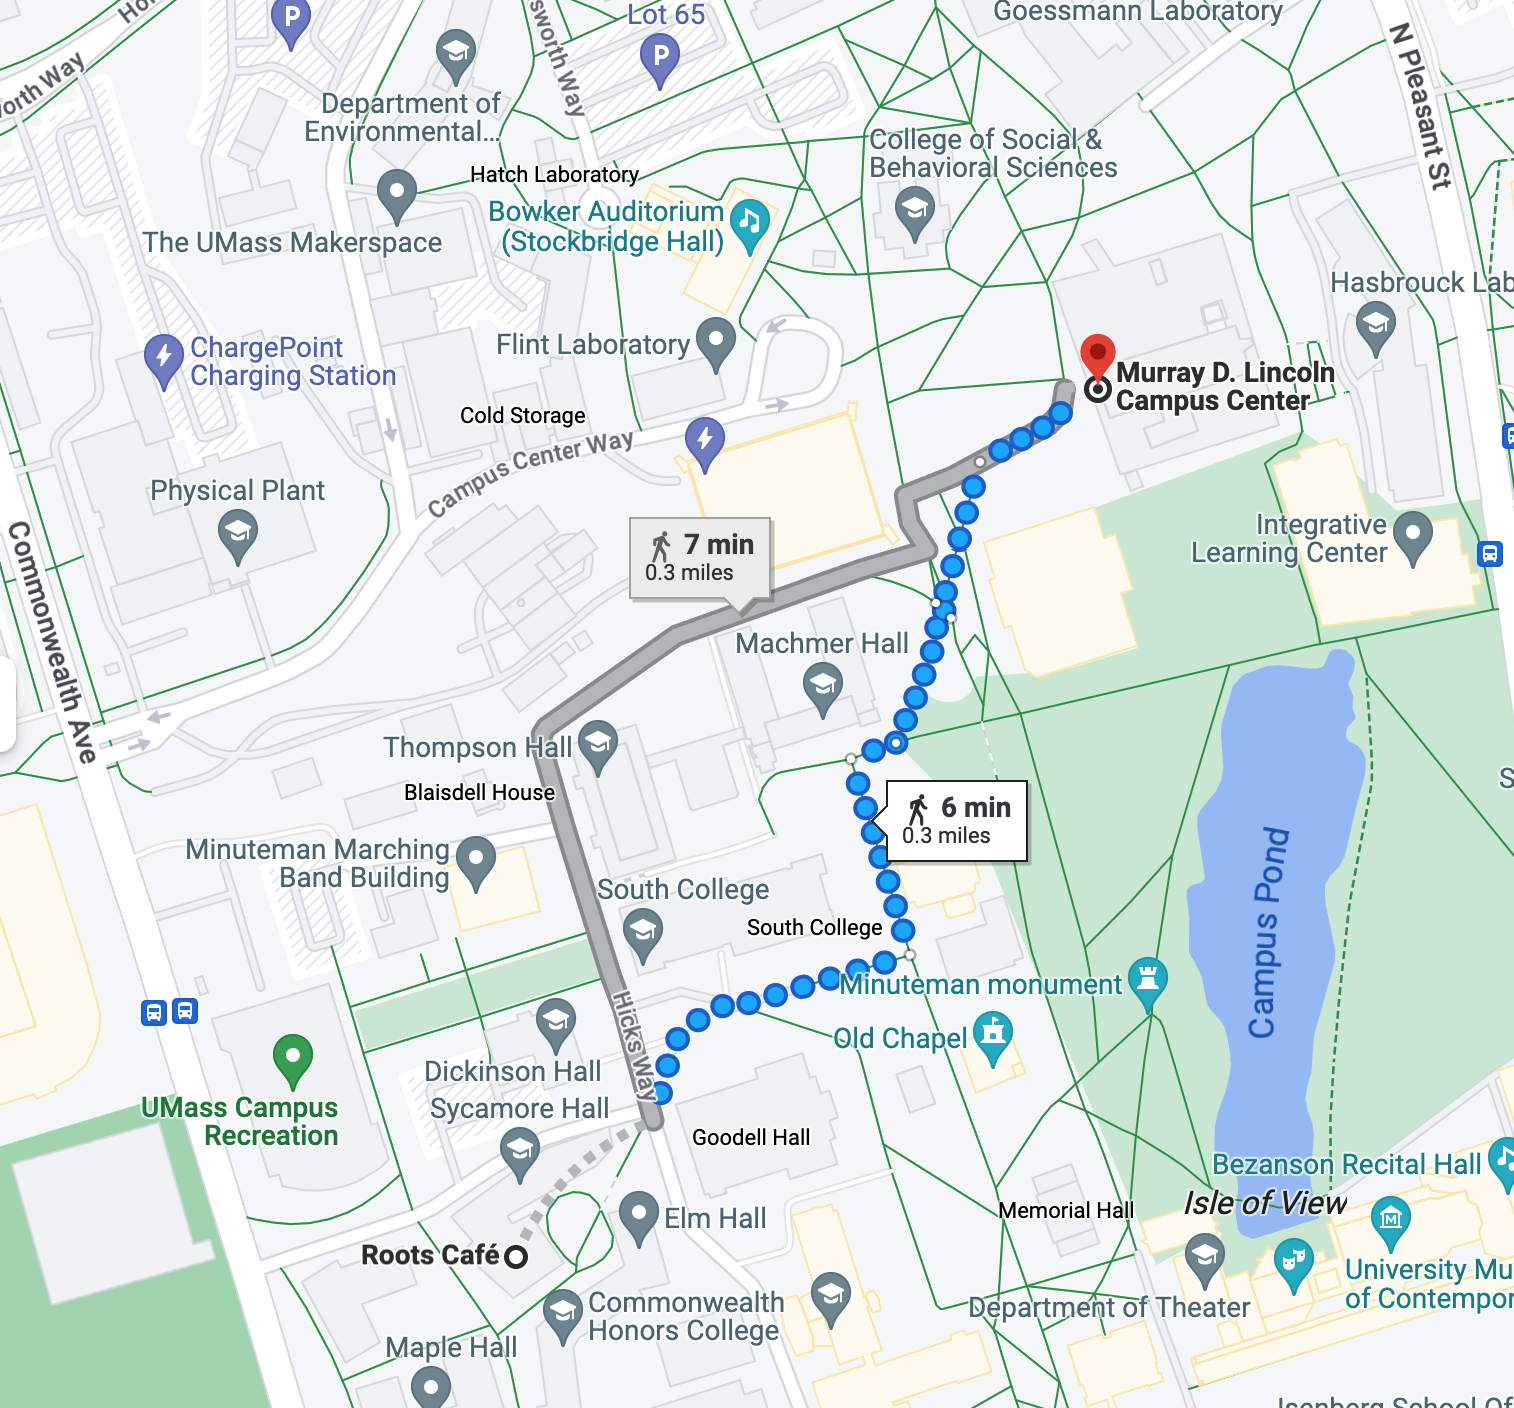 Lot 65
P
P
Goessmann Laboratory
N Pleasant St
sworth Way
orth Way
Department of
Environmental...
College of Social &
Behavioral Sciences
Hatch Laboratory
Bowker Auditorium
(Stockbridge Hall)
The UMass Makerspace
Hasbrouck Lab
ChargePoint
Charging Station
Flint Laboratory
Murray D. Lincoln
Campus Center
Cold Storage
Campus Center Way
Physical Plant
Integrative
Learning Center
7 min
0.3 miles
Commonwealth Ave
Machmer Hall
Thompson Hall
Blaisdell House
S
6 min
0.3 miles
Minuteman Marching
Band Building
South College
South College
Campus Pond
Minuteman monument
Hicks Way
Old Chapel
Dickinson Hall
Sycamore Hall
UMass Campus
Recreation
Goodell Hall
Bezanson Recital Hall
Isle of View
Memorial Hall
Elm Hall
Roots Café
M
University Mu
of Contempor
Department of Theater
Commonwealth
Honors College
Maple Hall
Isenberg School Of